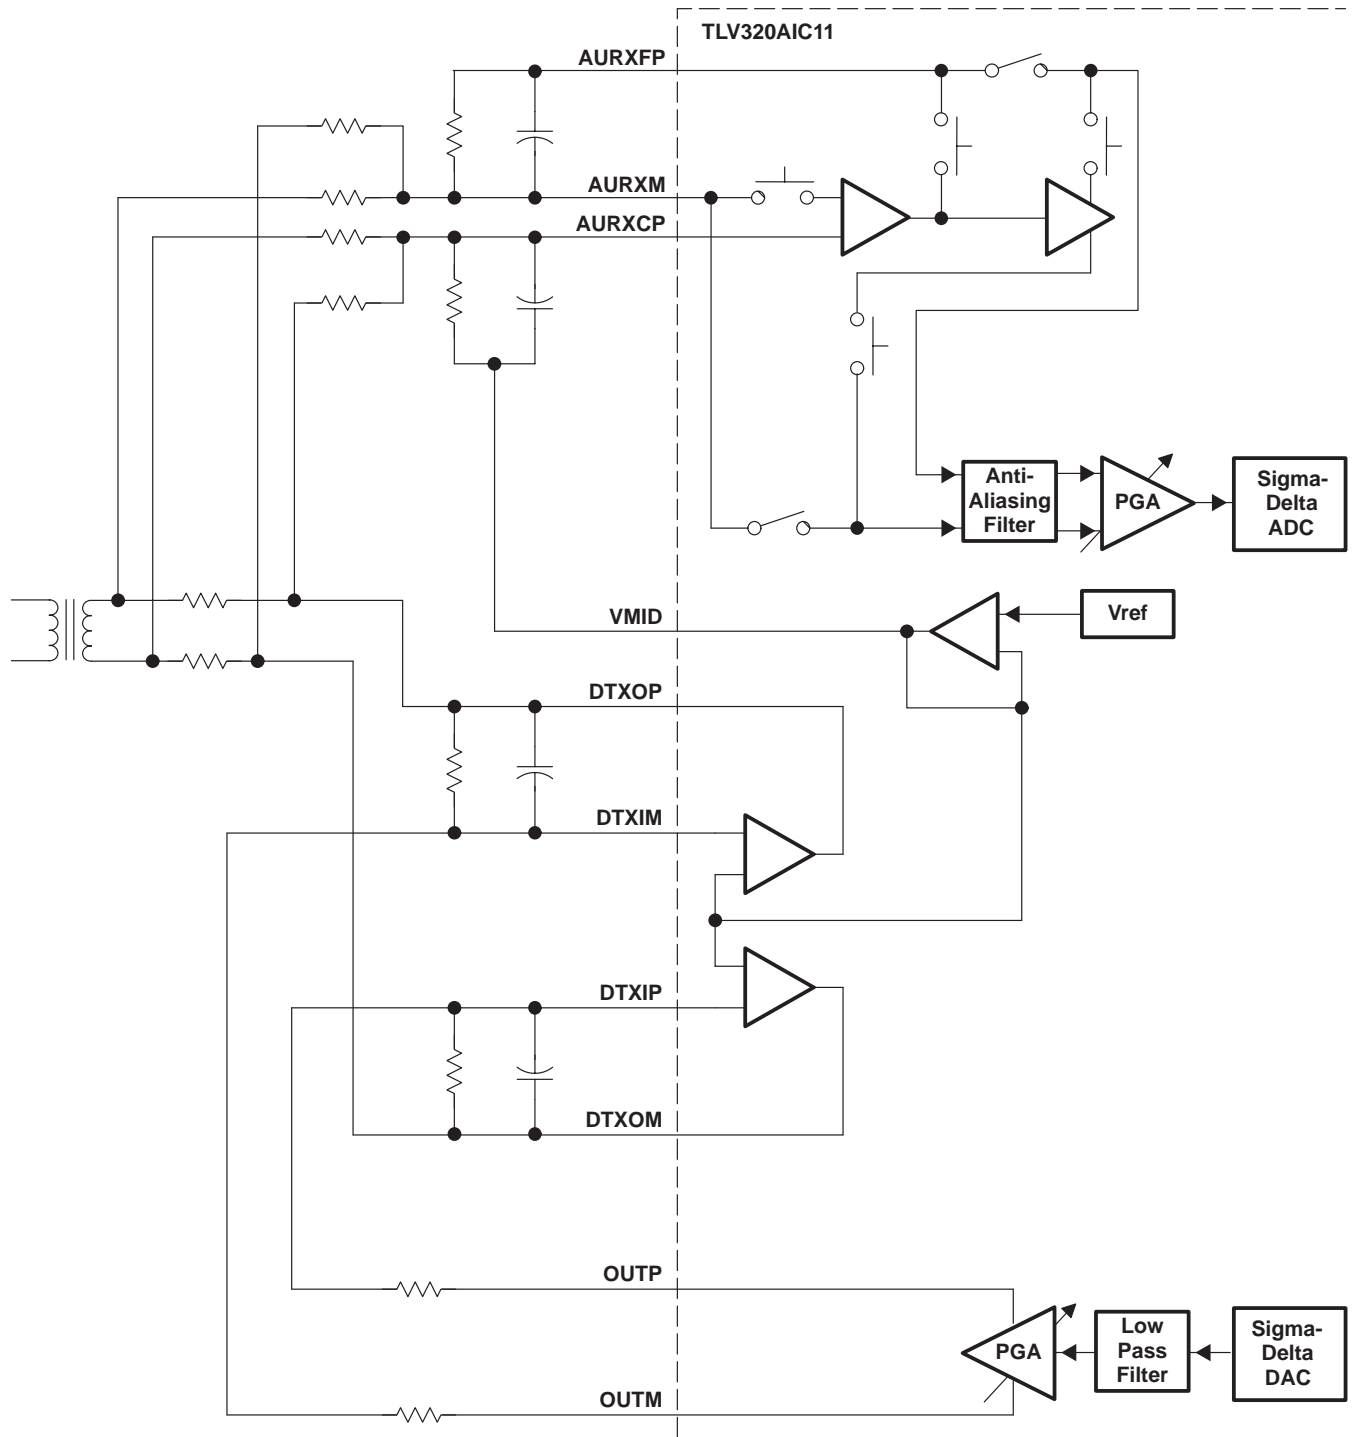 TLV320AIC11
AURXFP
AURXM
AURXCP
Anti-
Aliasing
Filter
PGA
Sigma-
Delta
ADC
VMID
Vref
DTXOP
DTXIM
DTXIP
DTXOM
OUTP
PGA
Low
Pass
Filter
Sigma-
Delta
DAC
OUTM